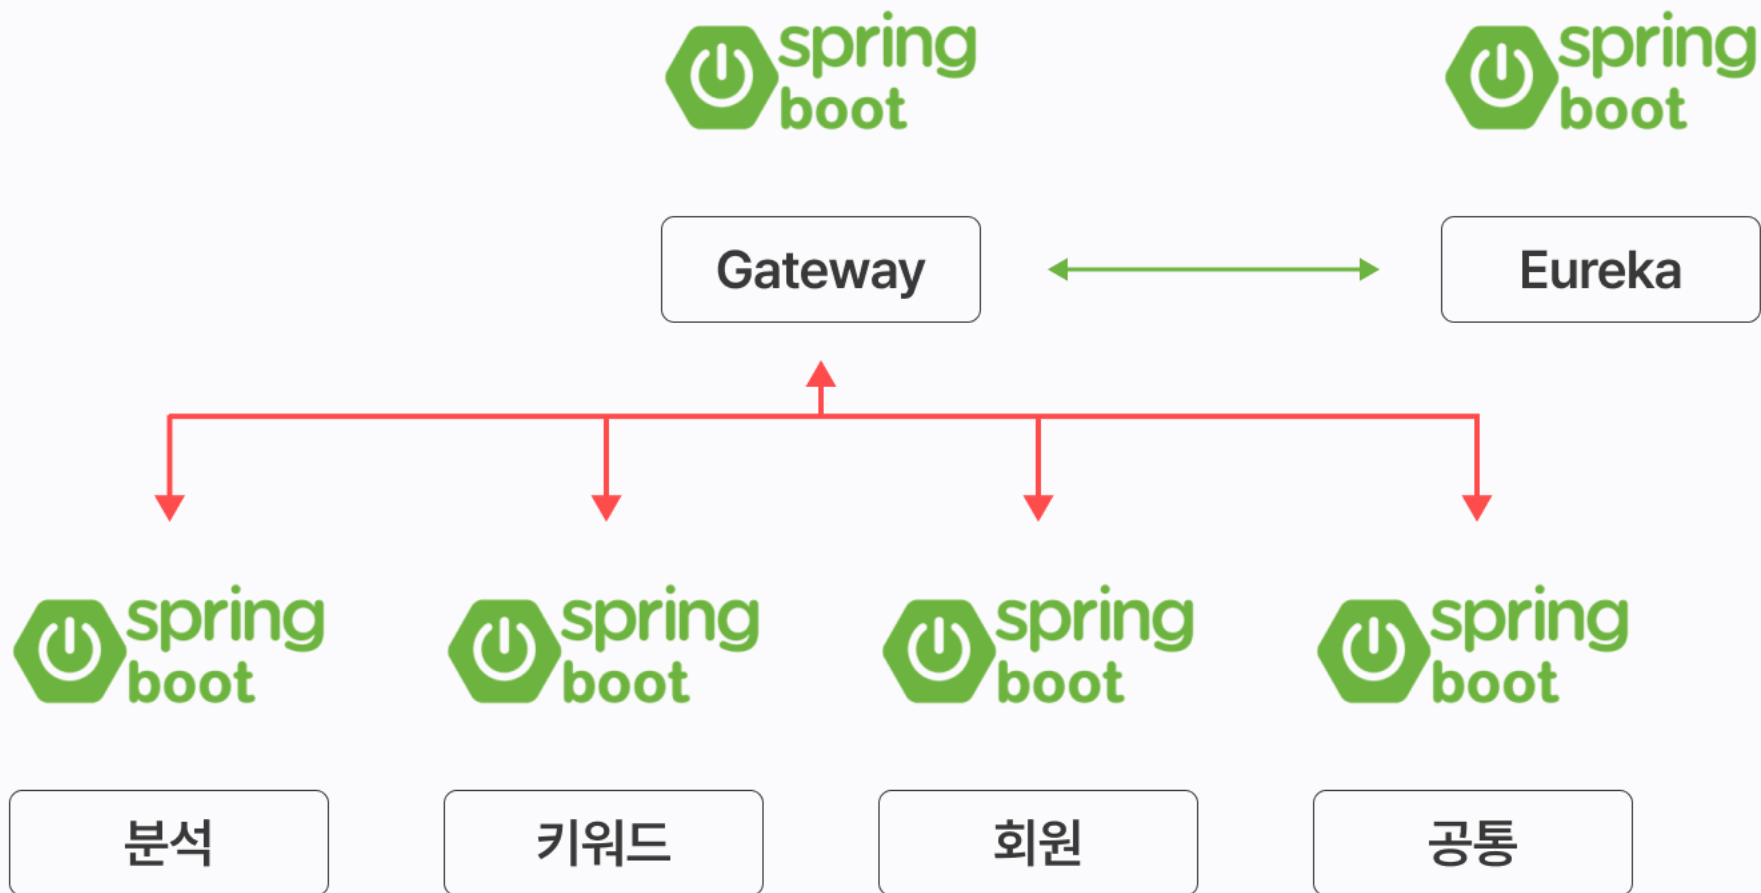 spring
boot
spring
boot
Gateway
Eureka
spring
boot
spring
boot
spring
boot
spring
boot
분석
키워드
회원
공통